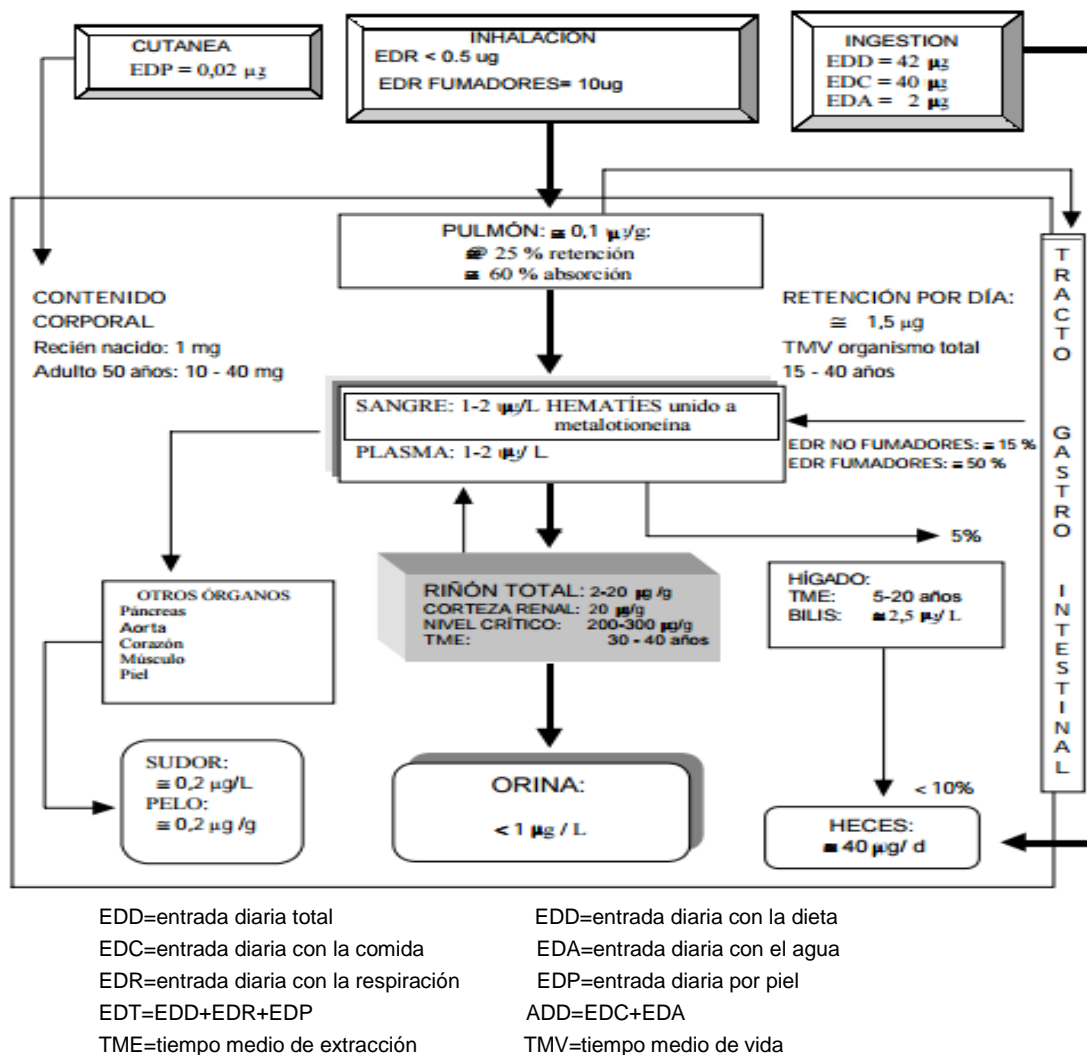 CUTANEA
EDP = 0,02 µg
INHALACIÓN
EDR < 0.5 ug
EDR FUMADORES= 10ug
INGESTION
EDD = 42 µg
EDC = 40 µg
EDA = 2 µg
PULMÓN: ≅ 0,1 µg/g:
≅ 25 % retención
≅ 60 % absorción
CONTENIDO
CORPORAL
Recién nacido: 1 mg
Adulto 50 años: 10 - 40 mg
RETENCIÓN POR DÍA:
≅ 1,5 µg
TMV organismo total
15 - 40 años
TRACTO GASTRO INTESTINAL
SANGRE: 1-2 µg/L HEMATÍES unido a
metalotioneína
PLASMA: 1-2 µg/ L
EDR NO FUMADORES: ≅ 15 %
EDR FUMADORES: ≅ 50 %
5%
OTROS ÓRGANOS
Páncreas
Aorta
Corazón
Músculo
Piel
RIÑÓN TOTAL: 2-20 µg /g
CORTEZA RENAL: 20 µg/g
NIVEL CRÍTICO: 200-300 µg/g
TME: 30 - 40 años
HÍGADO:
TME: 5-20 años
BILIS: ≅ 2,5 µg/ L
SUDOR:
≅ 0,2 µg/L
PELO:
≅ 0,2 µg /g
ORINA:
< 1 µg / L
< 10%
HECES:
≅ 40 µg/ d
EDD=entrada diaria total EDD=entrada diaria con la dieta
EDC=entrada diaria con la comida EDA=entrada diaria con el agua
EDR=entrada diaria con la respiración EDP=entrada diaria por piel
EDT=EDD+EDR+EDP ADD=EDC+EDA
TME=tiempo medio de extracción TMV=tiempo medio de vida